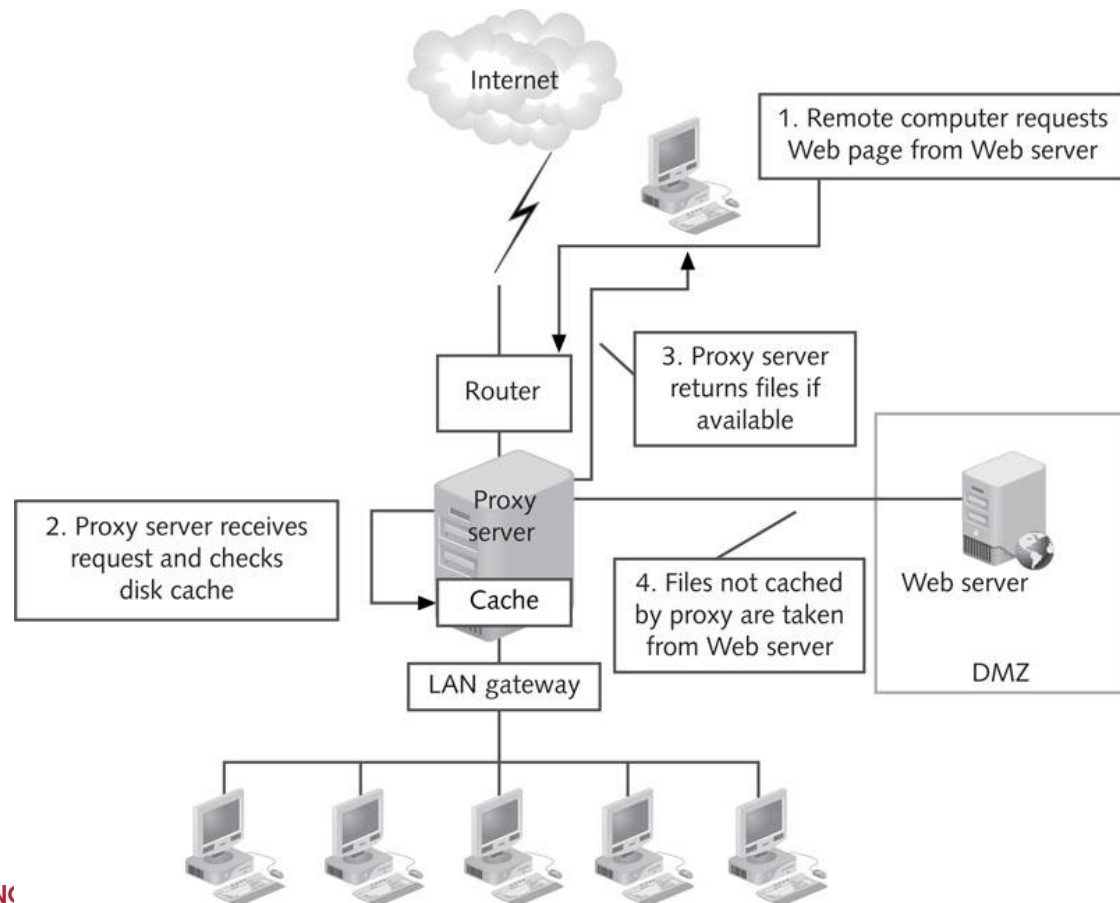 Internet
1. Remote computer requests
Web page from Web server
Router
3. Proxy server
returns files if
available
Proxy
server
2. Proxy server receives
request and checks
disk cache
Cache
4. Files not cached
by proxy are taken
from Web server
Web server
DMZ
LAN gateway